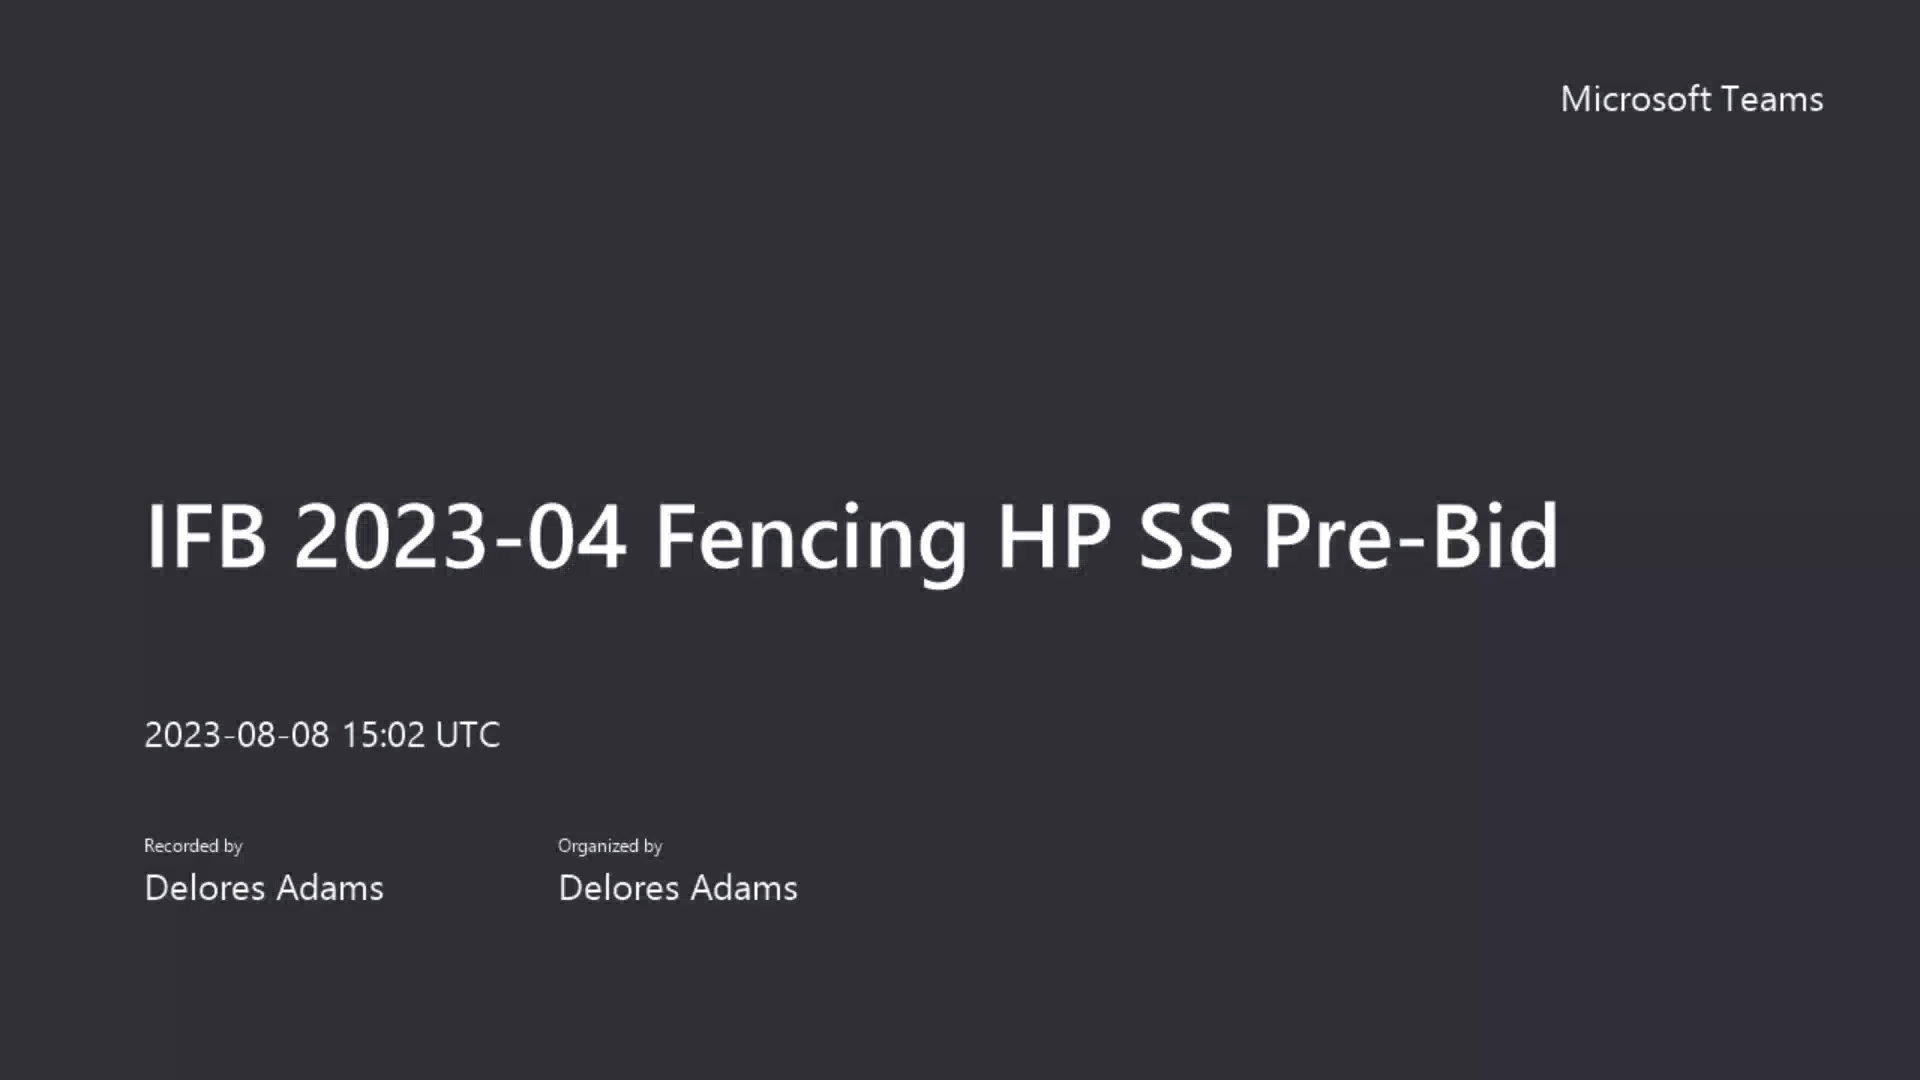 Microsoft Teams
IFB 2023-04 Fencing HP SS Pre-Bid
2023-08-08 15:02 UTC
Recorded by
Organized by
Delores Adams
Delores Adams